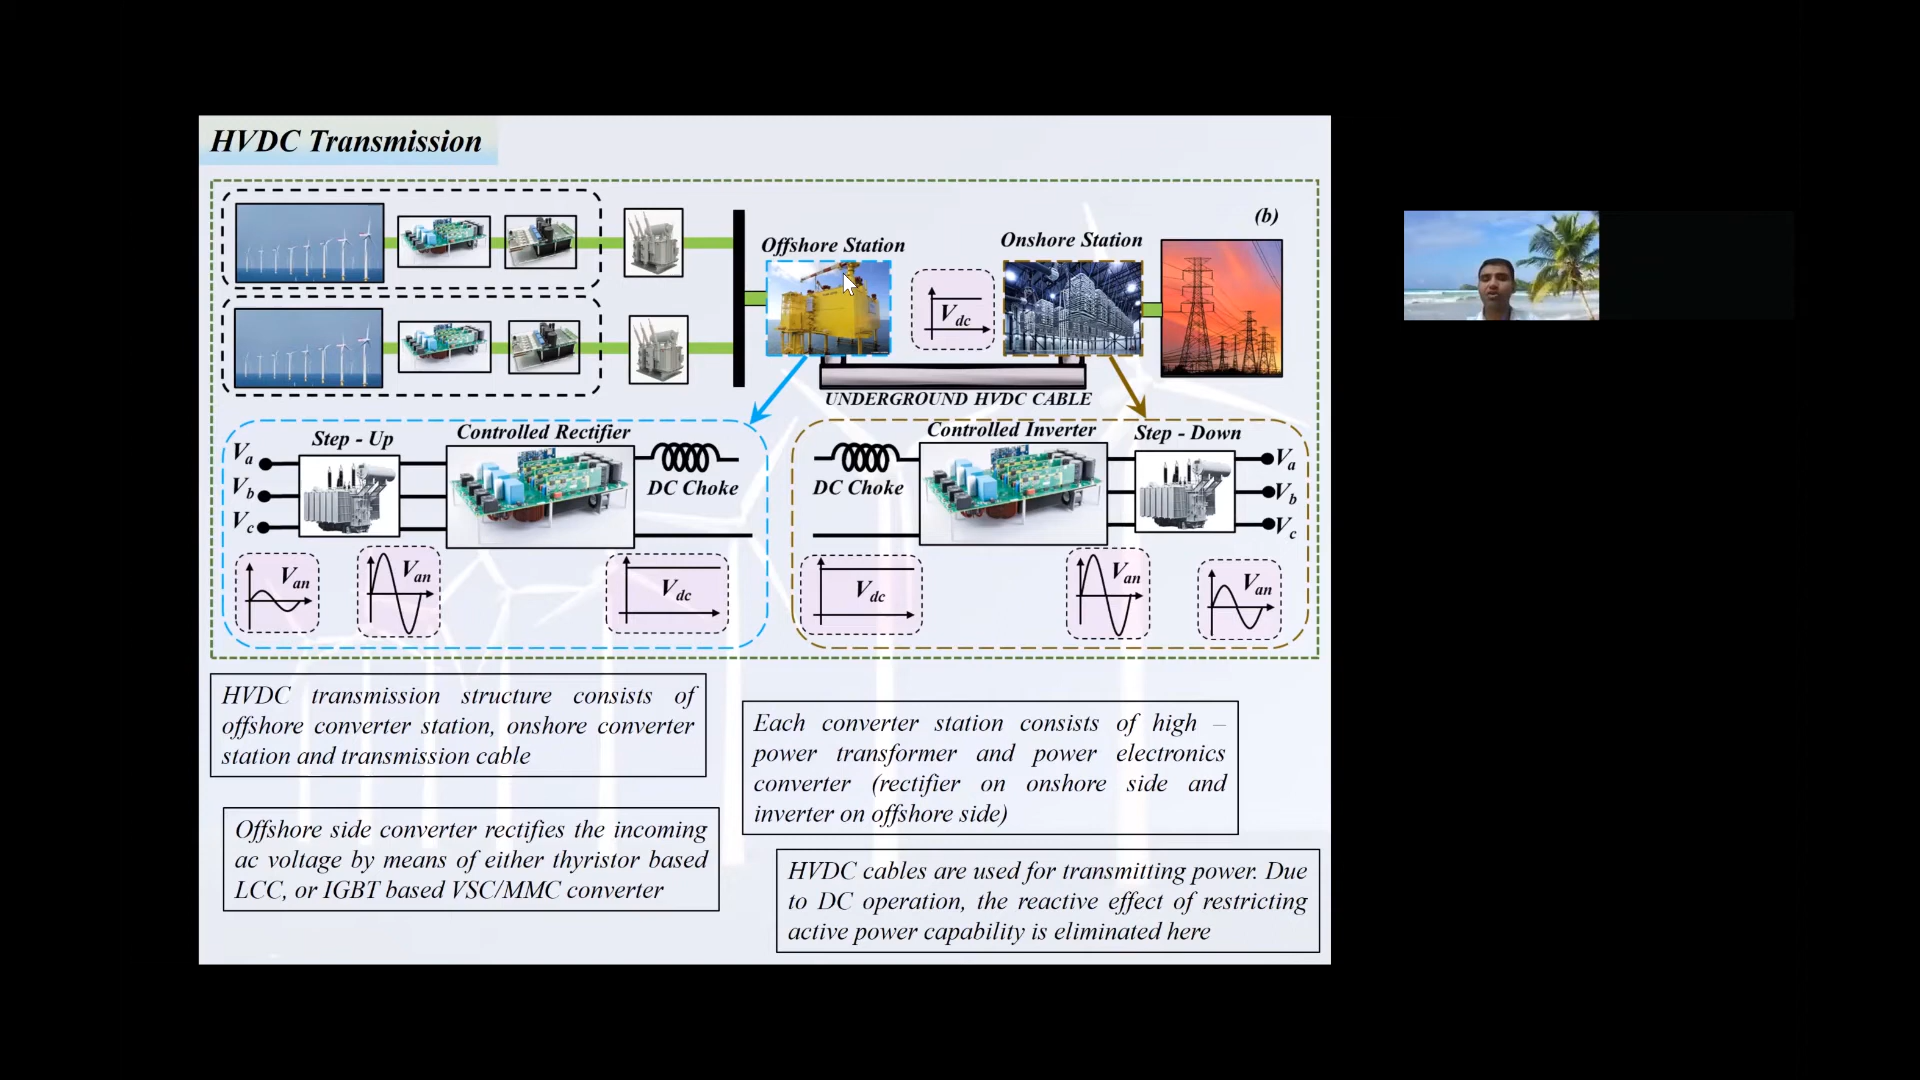 HVDC Transmission
(b)
Offshore Station
Onshore Station
Vdc
UNDERGROUND HVDC CABLE
Step - Up
Controlled Rectifier
Va
Vb
Vc
DC Choke
Van
Van
Vdc
Controlled Inverter
Step - Down
DC Choke
Va
Vb
Vc
Vdc
Van
Van
HVDC transmission structure consists of
offshore converter station, onshore converter
station and transmission cable
Each converter station consists of high –
power transformer and power electronics
converter (rectifier on onshore side and
inverter on offshore side)
Offshore side converter rectifies the incoming
ac voltage by means of either thyristor based
LCC, or IGBT based VSC/MMC converter
HVDC cables are used for transmitting power. Due
to DC operation, the reactive effect of restricting
active power capability is eliminated here